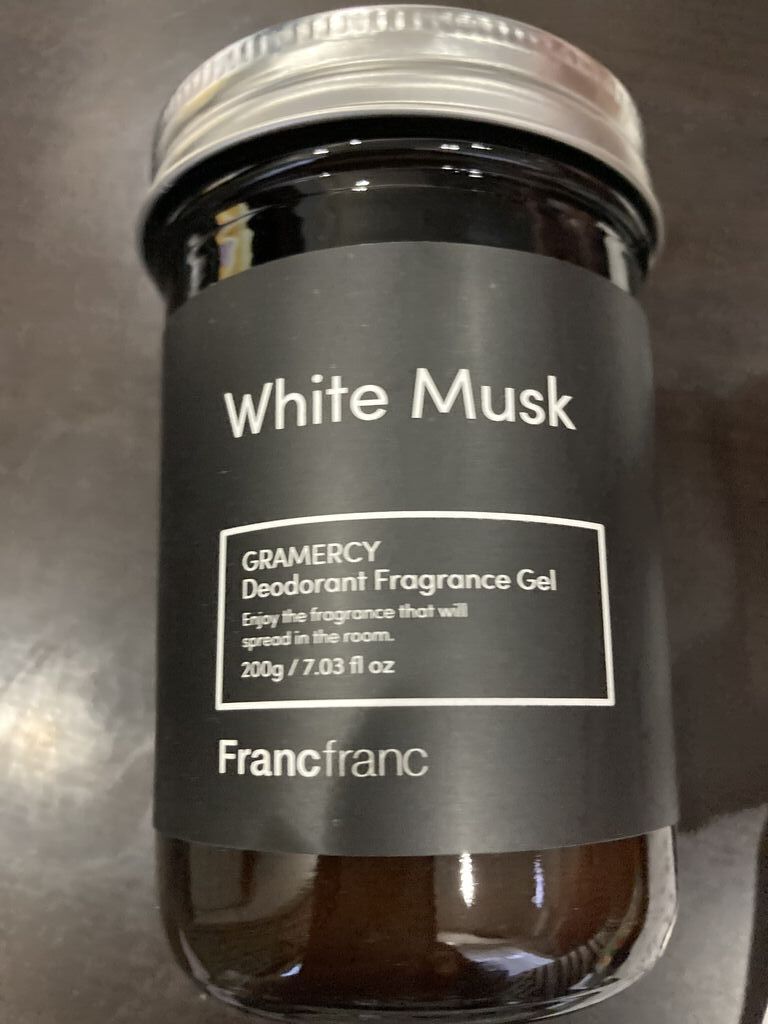 White Musk
GRAMERCY
Deodorant Fragrance Gel
Enjoy the fragrance that will
spread in the room.
200g / 7.03 fl oz
Francfranc